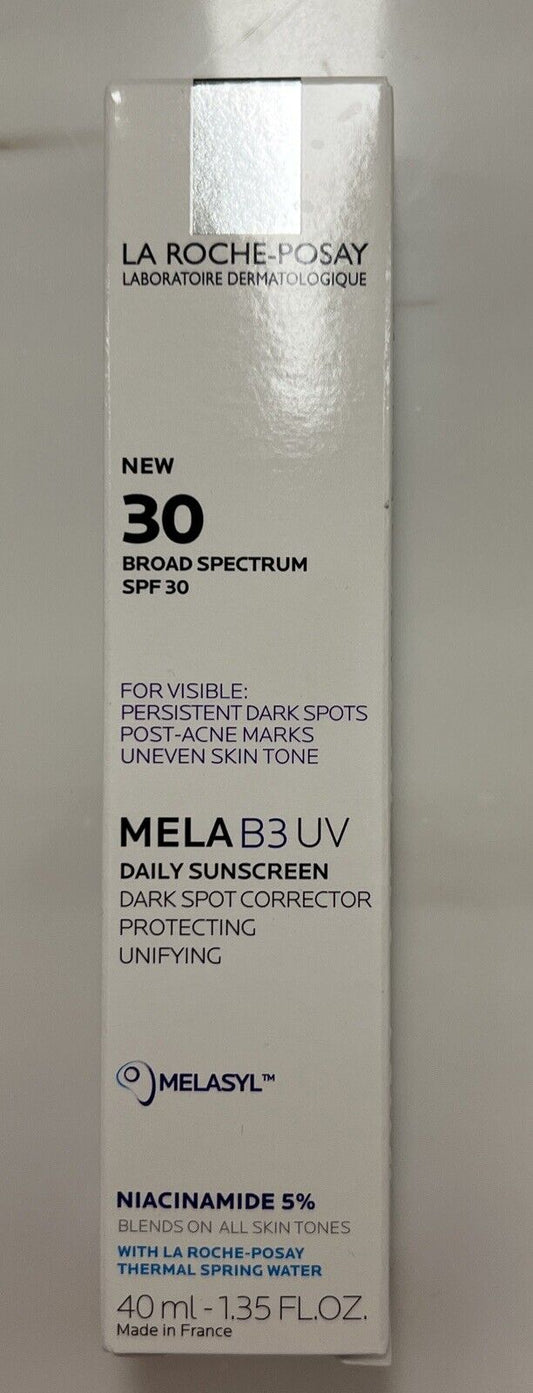 LA ROCHE-POSAY
LABORATOIRE DERMATOLOGIQUE
NEW
30
BROAD SPECTRUM
SPF 30
FOR VISIBLE:
PERSISTENT DARK SPOTS
POST-ACNE MARKS
UNEVEN SKIN TONE
MELA B3 UV
DAILY SUNSCREEN
DARK SPOT CORRECTOR
PROTECTING
UNIFYING
MELASYL™
NIACINAMIDE 5%
BLENDS ON ALL SKIN TONES
WITH LA ROCHE-POSAY
THERMAL SPRING WATER
40 ml - 1.35 FL.OZ.
Made in France